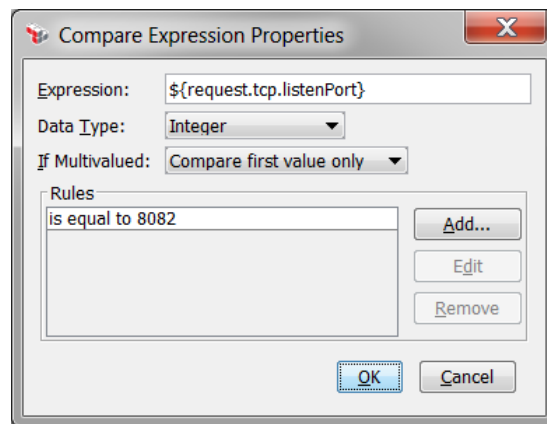 Compare Expression Properties
X
Expression: ${request.tcp.listenPort}
Data Type: Integer
If Multivalued: Compare first value only
Rules
is equal to 8082
Add...
Edit
Remove
OK
Cancel